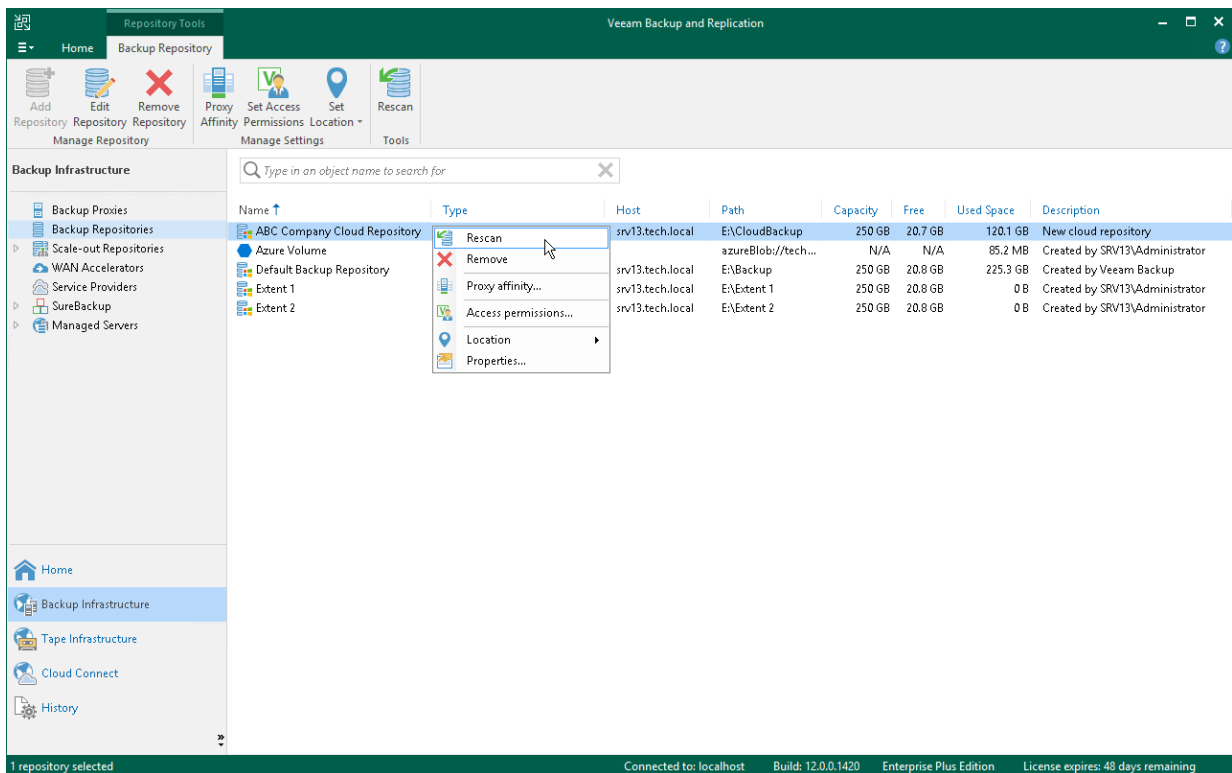 Repository Tools
Veeam Backup and Replication
Home Backup Repository
Add Repository
Edit Repository
Remove Repository
Proxy Affinity
Set Access Permissions
Set Location
Rescan
Manage Repository
Manage Settings
Tools
Backup Infrastructure
Type in an object name to search for
Backup Proxies
Backup Repositories
Scale-out Repositories
WAN Accelerators
Service Providers
SureBackup
Managed Servers
Name Type Host Path Capacity Free Used Space Description
ABC Company Cloud Repository srv13.tech.local E:\CloudBackup 250 GB 20.7 GB 120.1 GB New cloud repository
Azure Volume azureBlob://tech... N/A N/A 85.2 MB Created by SRV13\Administrator
Default Backup Repository srv13.tech.local E:\Backup 250 GB 20.8 GB 225.3 GB Created by Veeam Backup
Extent 1 srv13.tech.local E:\Extent 1 250 GB 20.8 GB 0 B Created by SRV13\Administrator
Extent 2 srv13.tech.local E:\Extent 2 250 GB 20.8 GB 0 B Created by SRV13\Administrator
Rescan
Remove
Proxy affinity...
Access permissions...
Location
Properties...
Home
Backup Infrastructure
Tape Infrastructure
Cloud Connect
History
1 repository selected
Connected to: localhost Build: 12.0.0.1420 Enterprise Plus Edition License expires: 48 days remaining